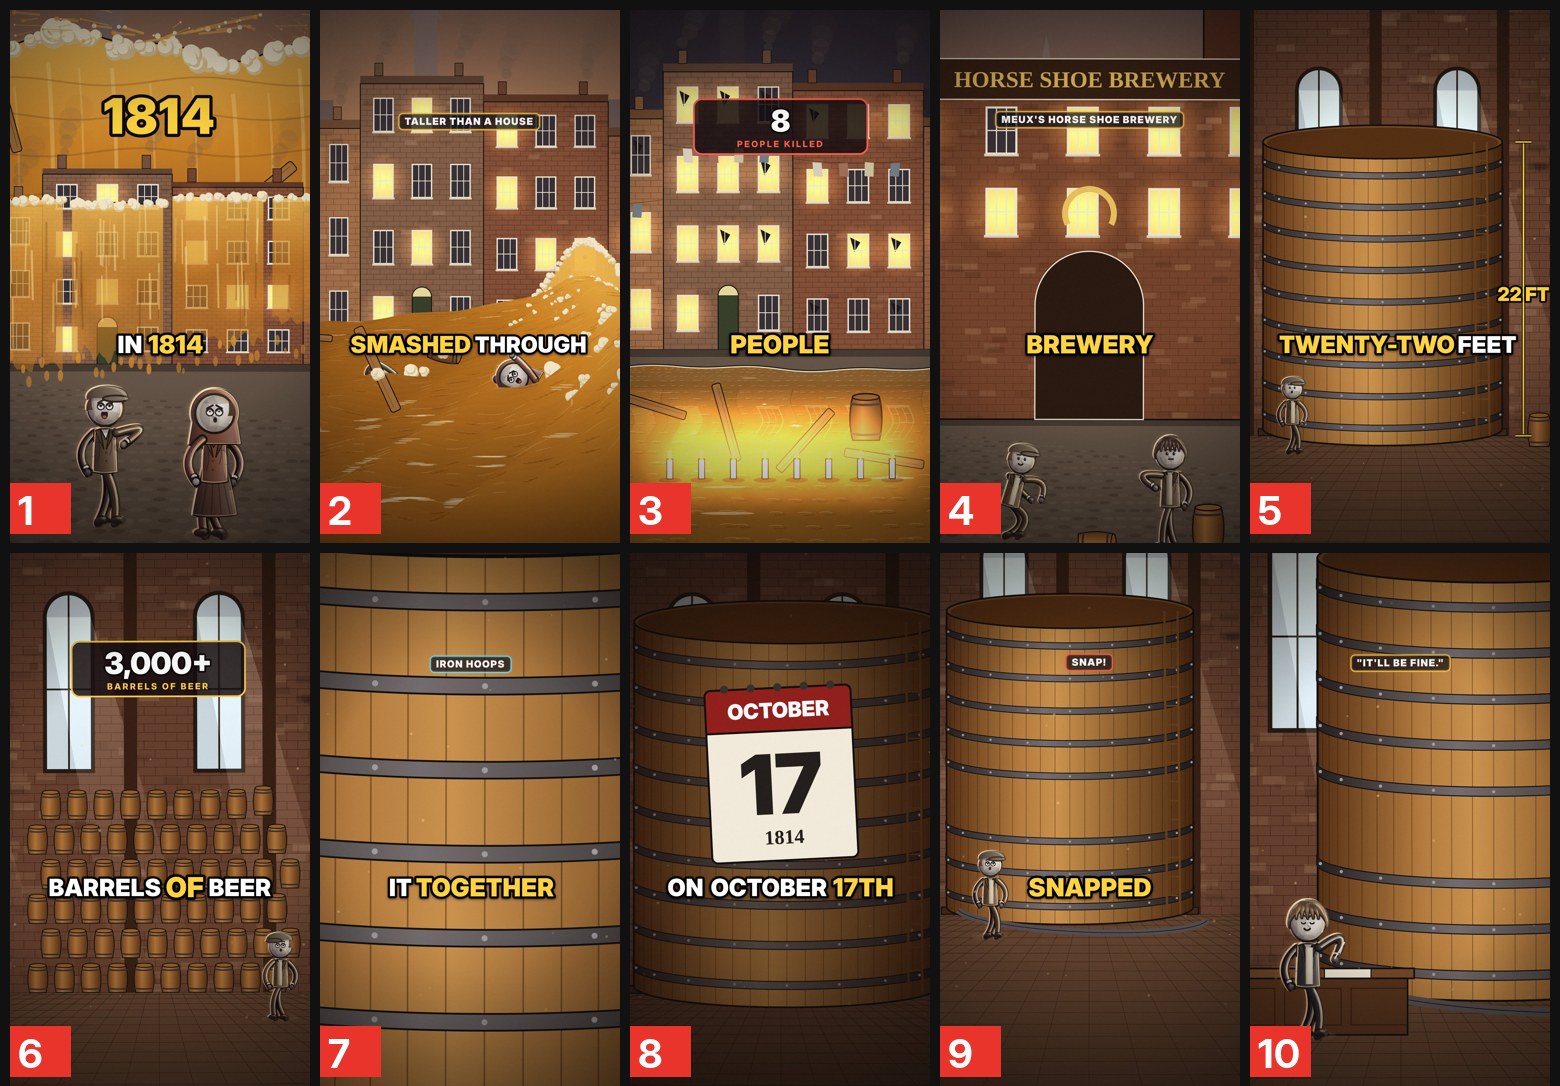 1814
IN 1814
1
TALLER THAN A HOUSE
SMASHED THROUGH
2
8
PEOPLE KILLED
PEOPLE
3
HORSE SHOE BREWERY
MEUX'S HORSE SHOE BREWERY
BREWERY
4
22 FT
TWENTY-TWO FEET
5
3,000+
BARRELS OF BEER
BARRELS OF BEER
6
IRON HOOPS
IT TOGETHER
7
OCTOBER
17
1814
ON OCTOBER 17TH
8
SNAP!
SNAPPED
9
"IT'LL BE FINE."
10